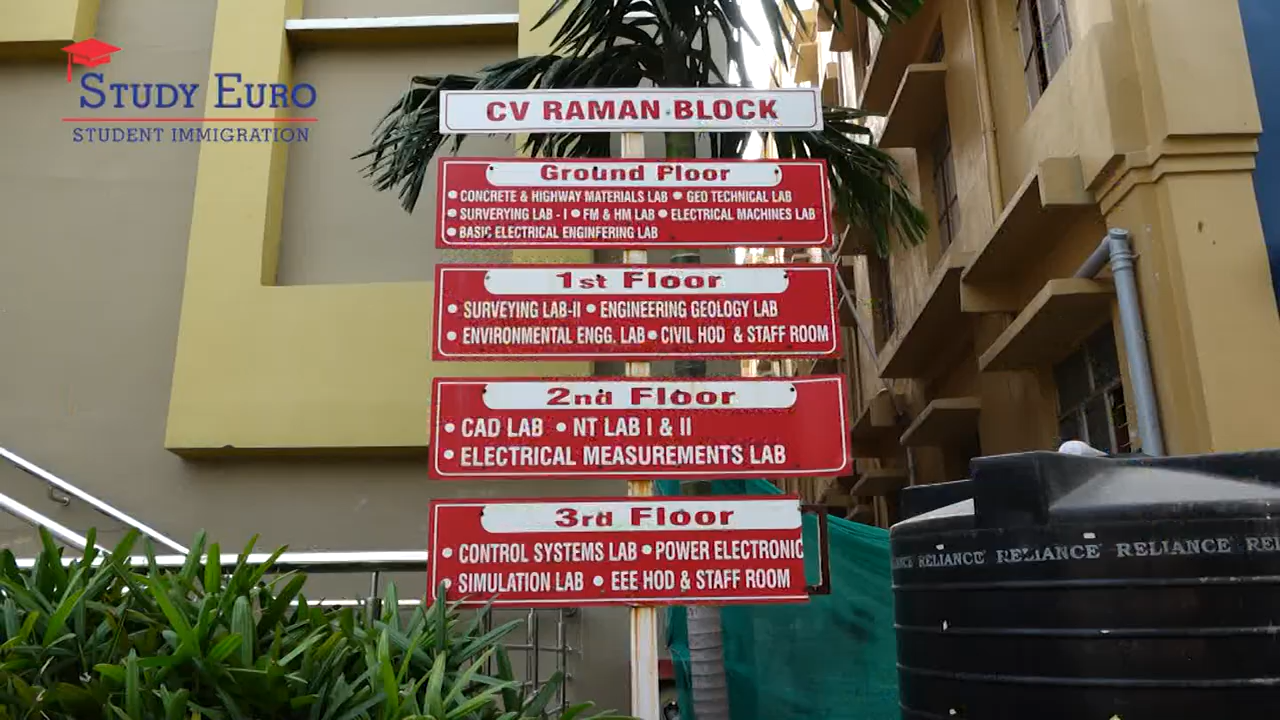 STUDY EURO
STUDENT IMMIGRATION
CV RAMAN BLOCK
Ground Floor
• CONCRETE & HIGHWAY MATERIALS LAB • GEO TECHNICAL LAB
• SURVERYING LAB - I • FM & HM LAB • ELECTRICAL MACHINES LAB
• BASIC ELECTRICAL ENGINFERING LAB
1st Floor
• SURVEYING LAB-II • ENGINEERING GEOLOGY LAB
• ENVIRONMENTAL ENGG. LAB • CIVIL HOD & STAFF ROOM
2nd Floor
• CAD LAB • NT LAB I & II
• ELECTRICAL MEASUREMENTS LAB
3rd Floor
• CONTROL SYSTEMS LAB • POWER ELECTRONIC
• SIMULATION LAB • EEE HOD & STAFF ROOM
RELIANCE RELIANCE RELIANCE REL